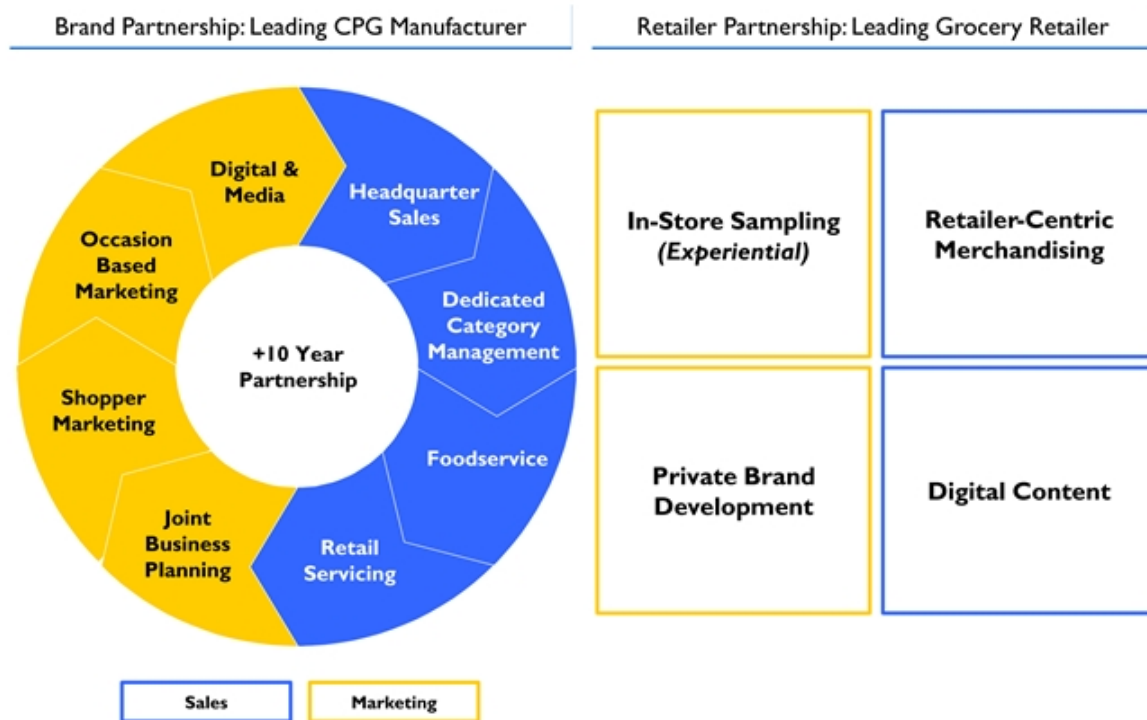 Brand Partnership: Leading CPG Manufacturer
Digital &
Media
Headquarter
Sales
Occasion
Based
Marketing
Dedicated
Category
Management
+10 Year
Partnership
Shopper
Marketing
Foodservice
Joint
Business
Planning
Retail
Servicing
Sales
Marketing
Retailer Partnership: Leading Grocery Retailer
In-Store Sampling
(Experiential)
Retailer-Centric
Merchandising
Private Brand
Development
Digital Content